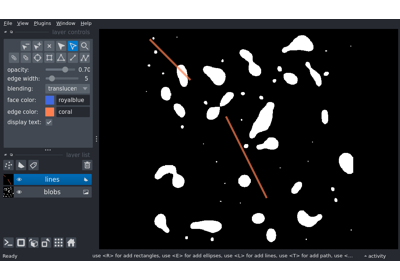 File View Plugins Window Help
layer controls
opacity: 0.70
edge width: 5
blending: translucen
face color: royalblue
edge color: coral
display text:
layer list
lines
blobs
Ready use <R> for add rectangles, use <E> for add ellipses, use <L> for add lines, use <T> for add path, use <... activity